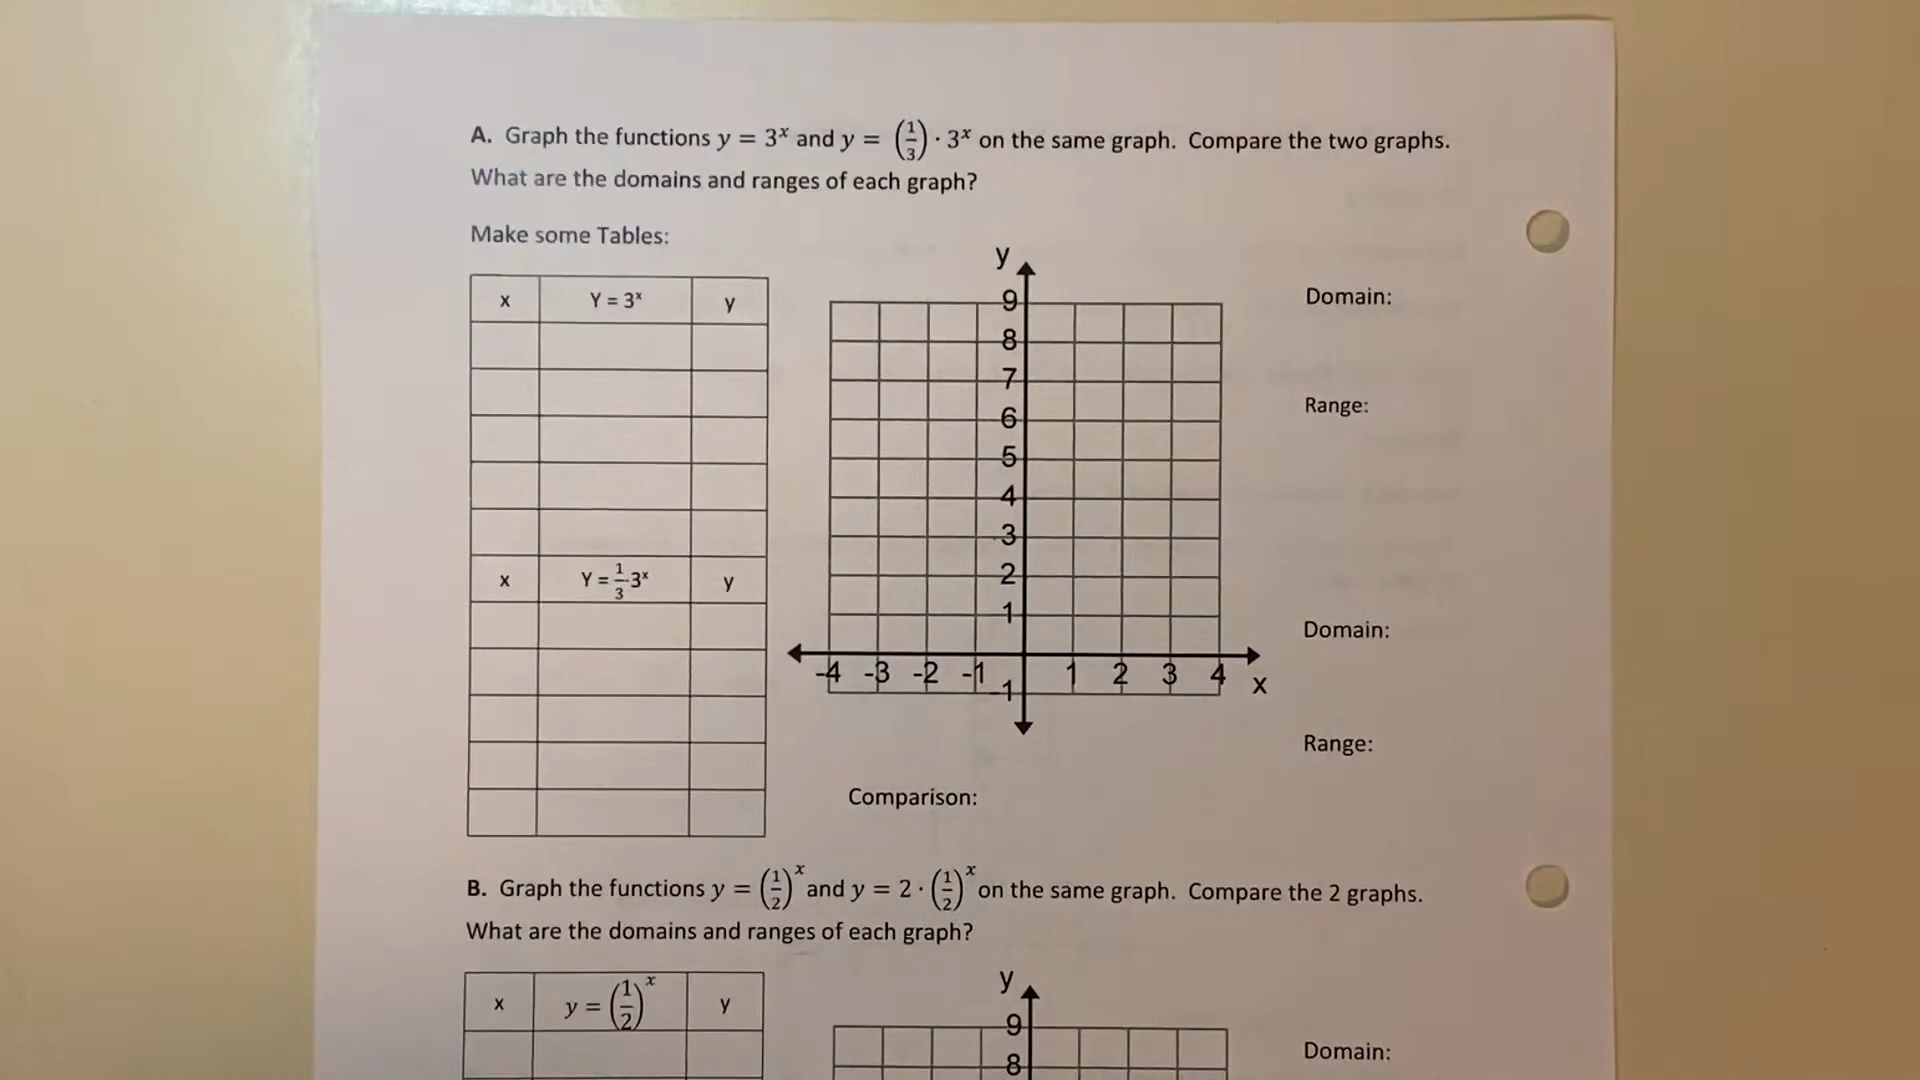 A. Graph the functions y = 3ˣ and y = (1/3) · 3ˣ on the same graph. Compare the two graphs.
What are the domains and ranges of each graph?
Make some Tables:
x Y = 3ˣ y
x Y = 1/3·3ˣ y
y
9
8
7
6
5
4
3
2
1
-4 -3 -2 -1 1 2 3 4 x
-1
Domain:
Range:
Domain:
Range:
Comparison:
B. Graph the functions y = (1/2)ˣ and y = 2 · (1/2)ˣ on the same graph. Compare the 2 graphs.
What are the domains and ranges of each graph?
x y = (1/2)ˣ y
y
9
8
Domain: